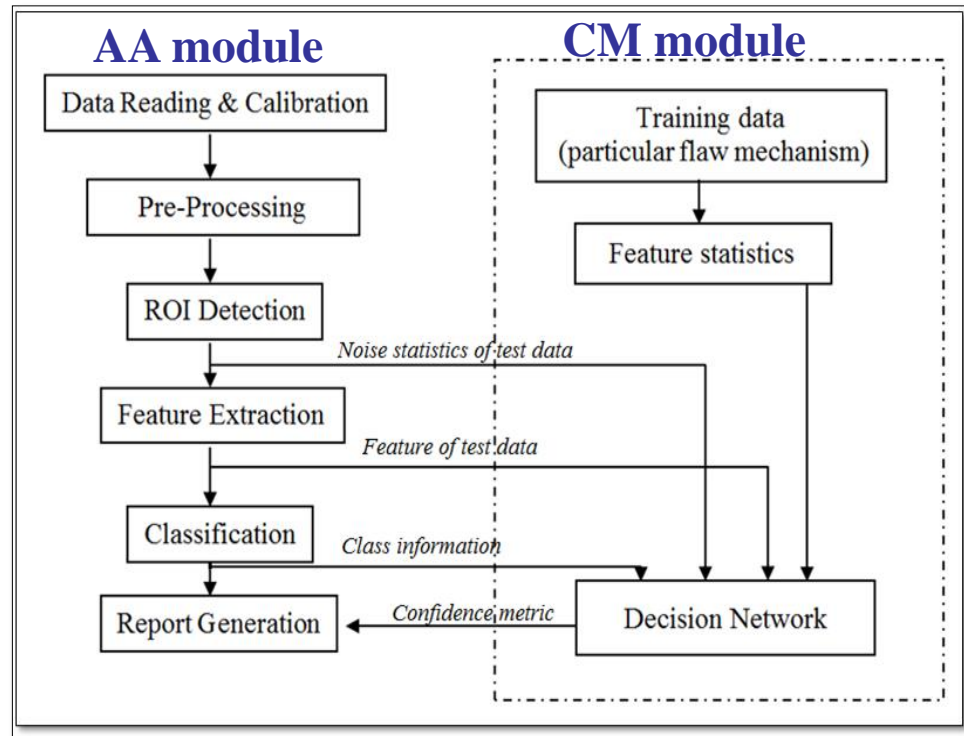 AA module
Data Reading & Calibration
Pre-Processing
ROI Detection
Feature Extraction
Classification
Report Generation
Noise statistics of test data
Feature of test data
Class information
Confidence metric
CM module
Training data
(particular flaw mechanism)
Feature statistics
Decision Network